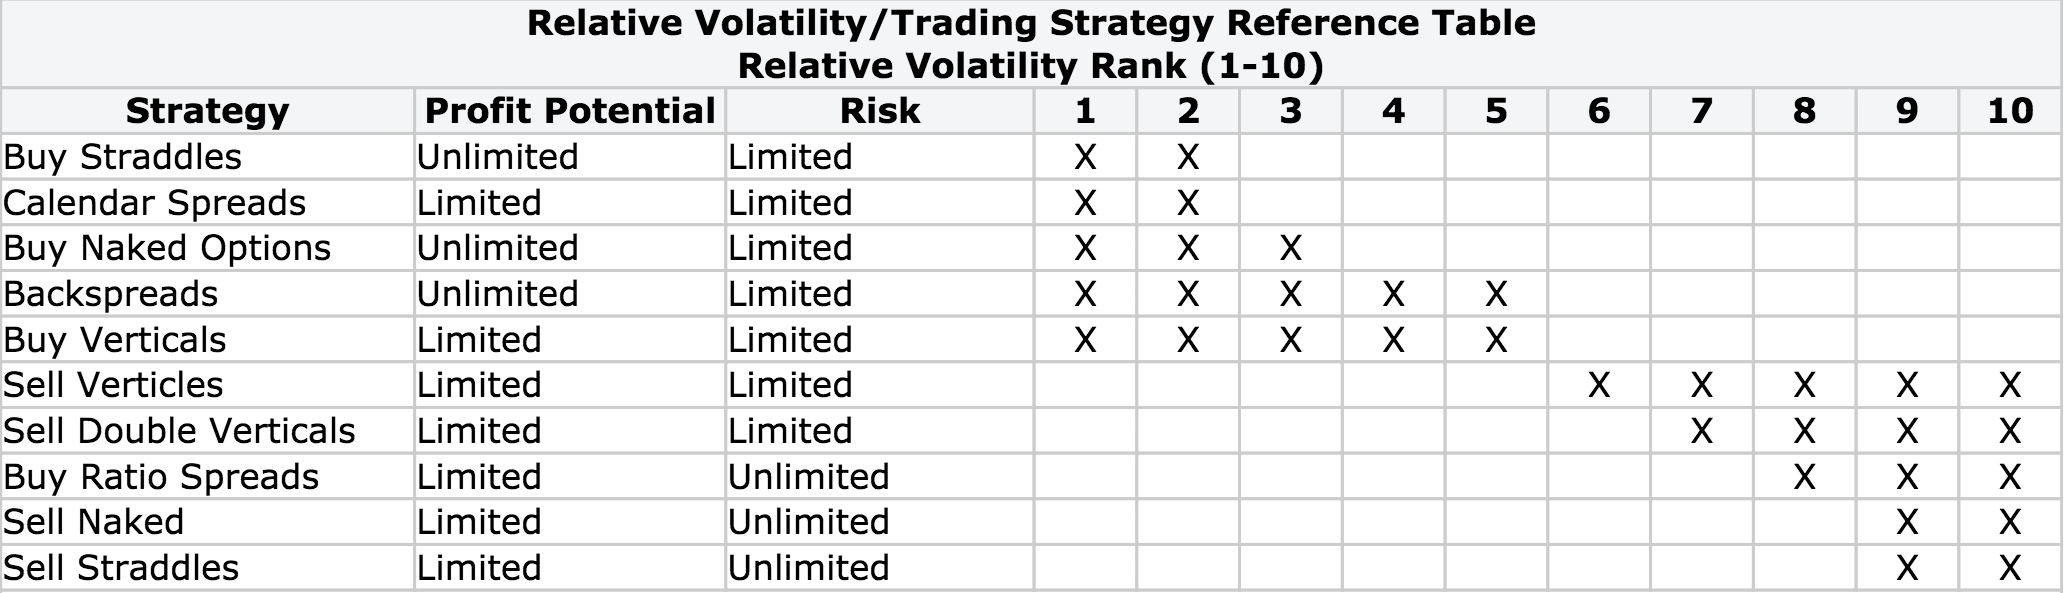 Relative Volatility/Trading Strategy Reference Table
Relative Volatility Rank (1-10)
Strategy Profit Potential Risk 1 2 3 4 5 6 7 8 9 10
Buy Straddles Unlimited Limited X X
Calendar Spreads Limited Limited X X
Buy Naked Options Unlimited Limited X X X
Backspreads Unlimited Limited X X X X X
Buy Verticals Limited Limited X X X X X
Sell Verticles Limited Limited X X X X X
Sell Double Verticals Limited Limited X X X X
Buy Ratio Spreads Limited Unlimited X X X
Sell Naked Limited Unlimited X X
Sell Straddles Limited Unlimited X X